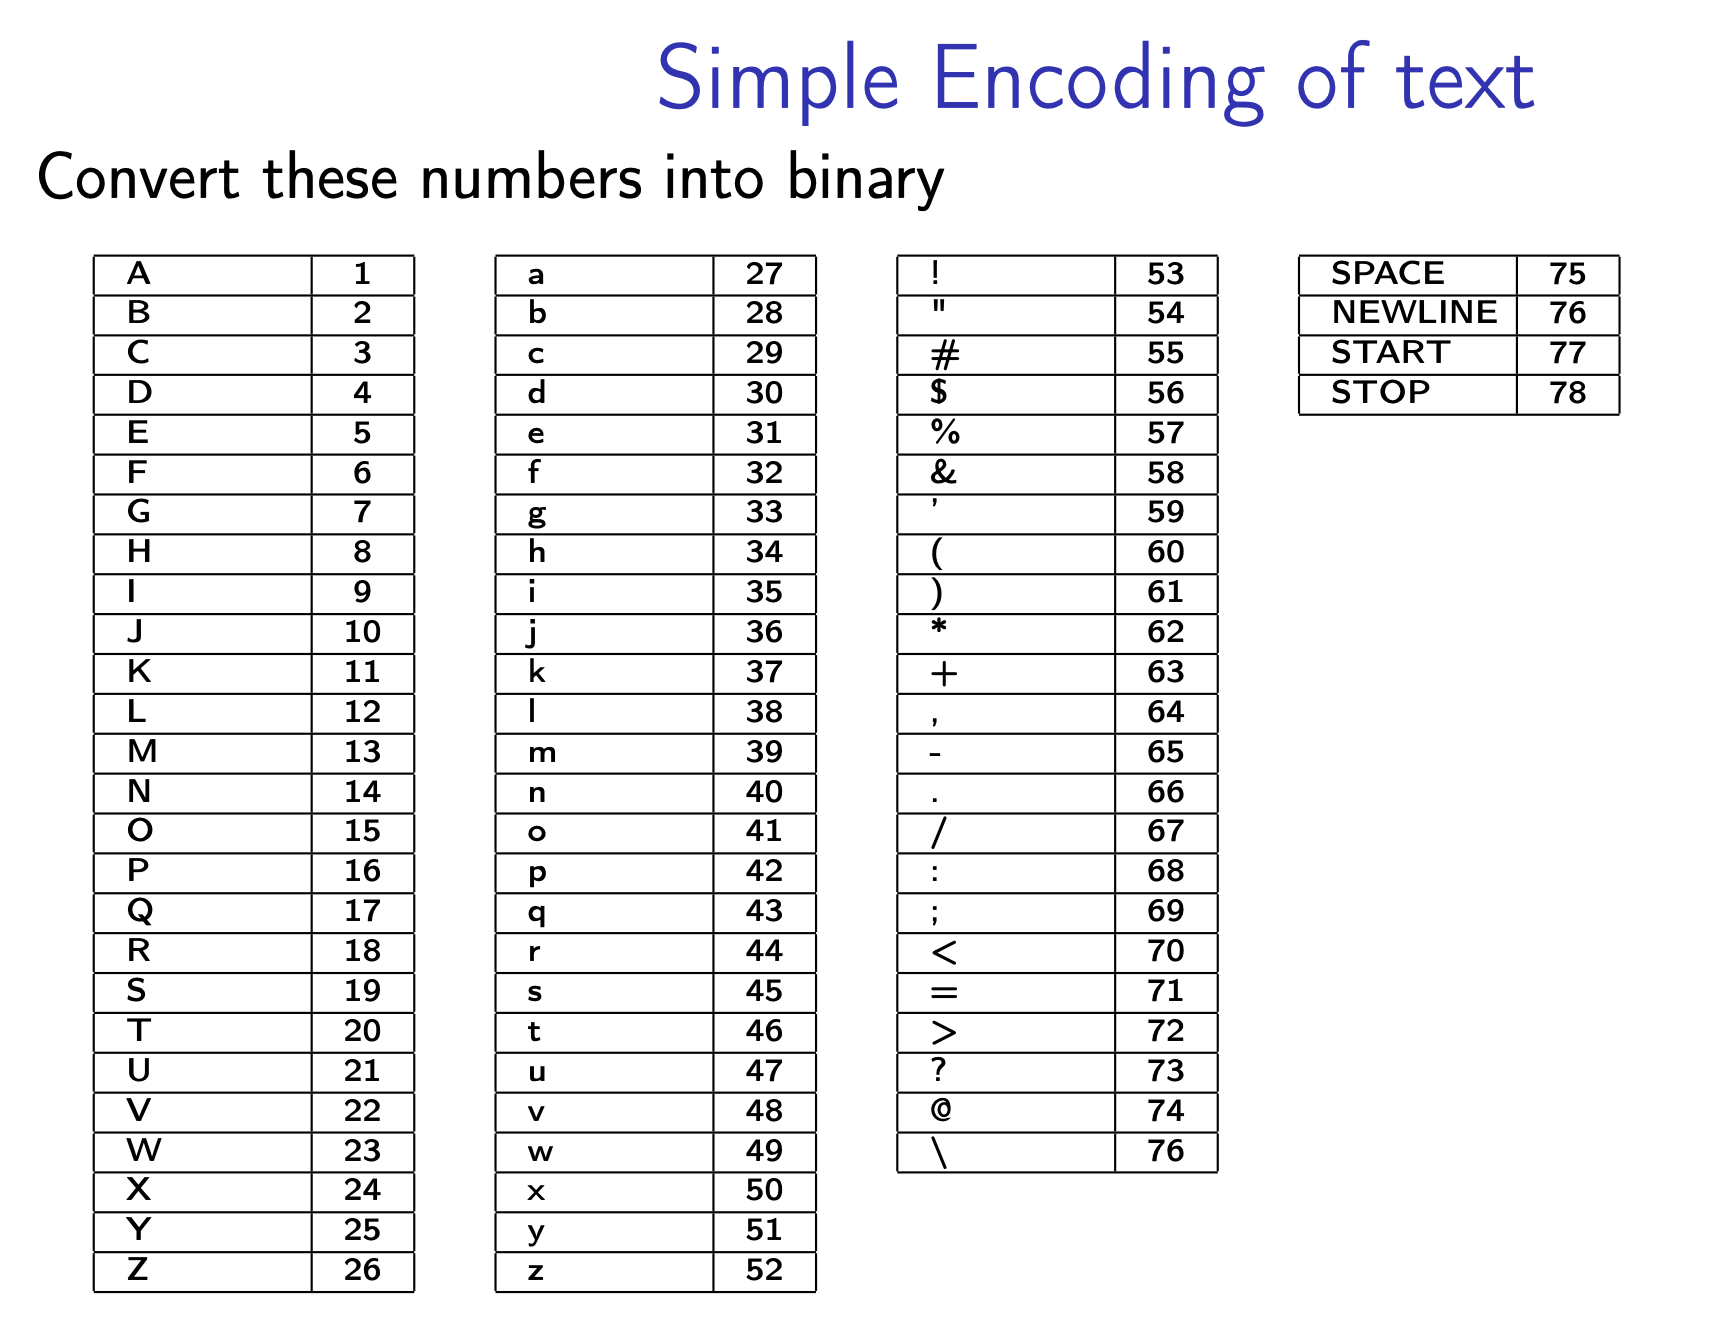 Simple Encoding of text
Convert these numbers into binary
A 1
B 2
C 3
D 4
E 5
F 6
G 7
H 8
I 9
J 10
K 11
L 12
M 13
N 14
O 15
P 16
Q 17
R 18
S 19
T 20
U 21
V 22
W 23
X 24
Y 25
Z 26
a 27
b 28
c 29
d 30
e 31
f 32
g 33
h 34
i 35
j 36
k 37
l 38
m 39
n 40
o 41
p 42
q 43
r 44
s 45
t 46
u 47
v 48
w 49
x 50
y 51
z 52
! 53
" 54
# 55
$ 56
% 57
& 58
’ 59
( 60
) 61
* 62
+ 63
, 64
- 65
. 66
/ 67
: 68
; 69
< 70
= 71
> 72
? 73
@ 74
\ 76
SPACE 75
NEWLINE 76
START 77
STOP 78